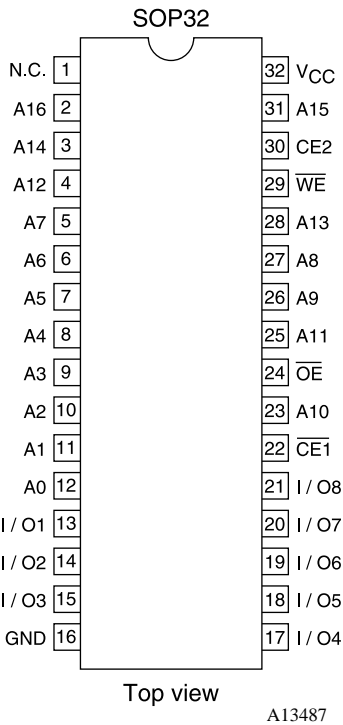 SOP32
N.C. 1 32 VCC
A16 2 31 A15
A14 3 30 CE2
A12 4 29 W̅E̅
A7 5 28 A13
A6 6 27 A8
A5 7 26 A9
A4 8 25 A11
A3 9 24 O̅E̅
A2 10 23 A10
A1 11 22 C̅E̅1̅
A0 12 21 I / O8
I / O1 13 20 I / O7
I / O2 14 19 I / O6
I / O3 15 18 I / O5
GND 16 17 I / O4
Top view
A13487